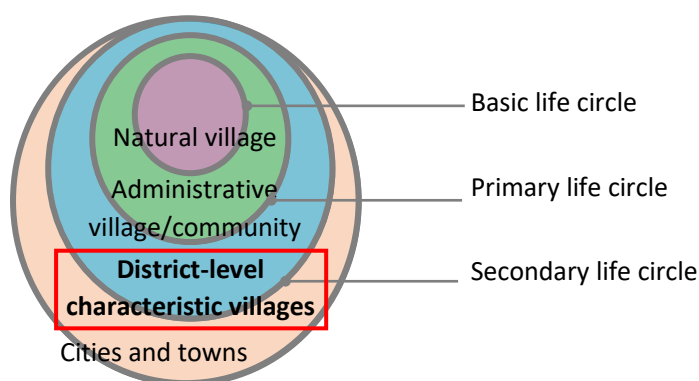 Natural village
Administrative
village/community
District-level
characteristic villages
Cities and towns
Basic life circle
Primary life circle
Secondary life circle